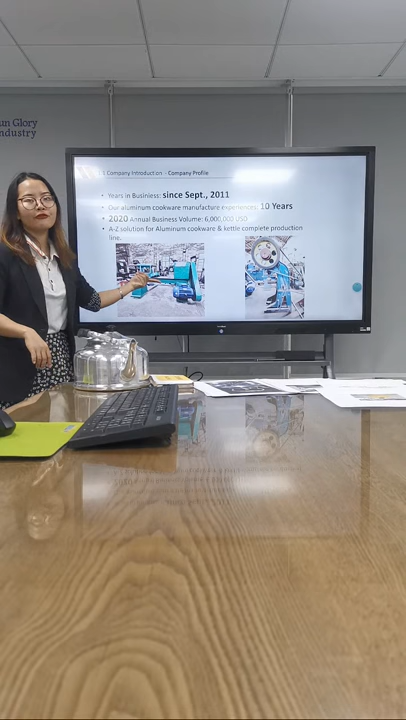 un Glory
ndustry
Company Introduction - Company Profile
• Years in Businiess: since Sept., 2011
• Our aluminum cookware manufacture experiences: 10 Years
• 2020 Annual Business Volume: 6,000,000 USD
• A-Z solution for Aluminum cookware & kettle complete production
line.